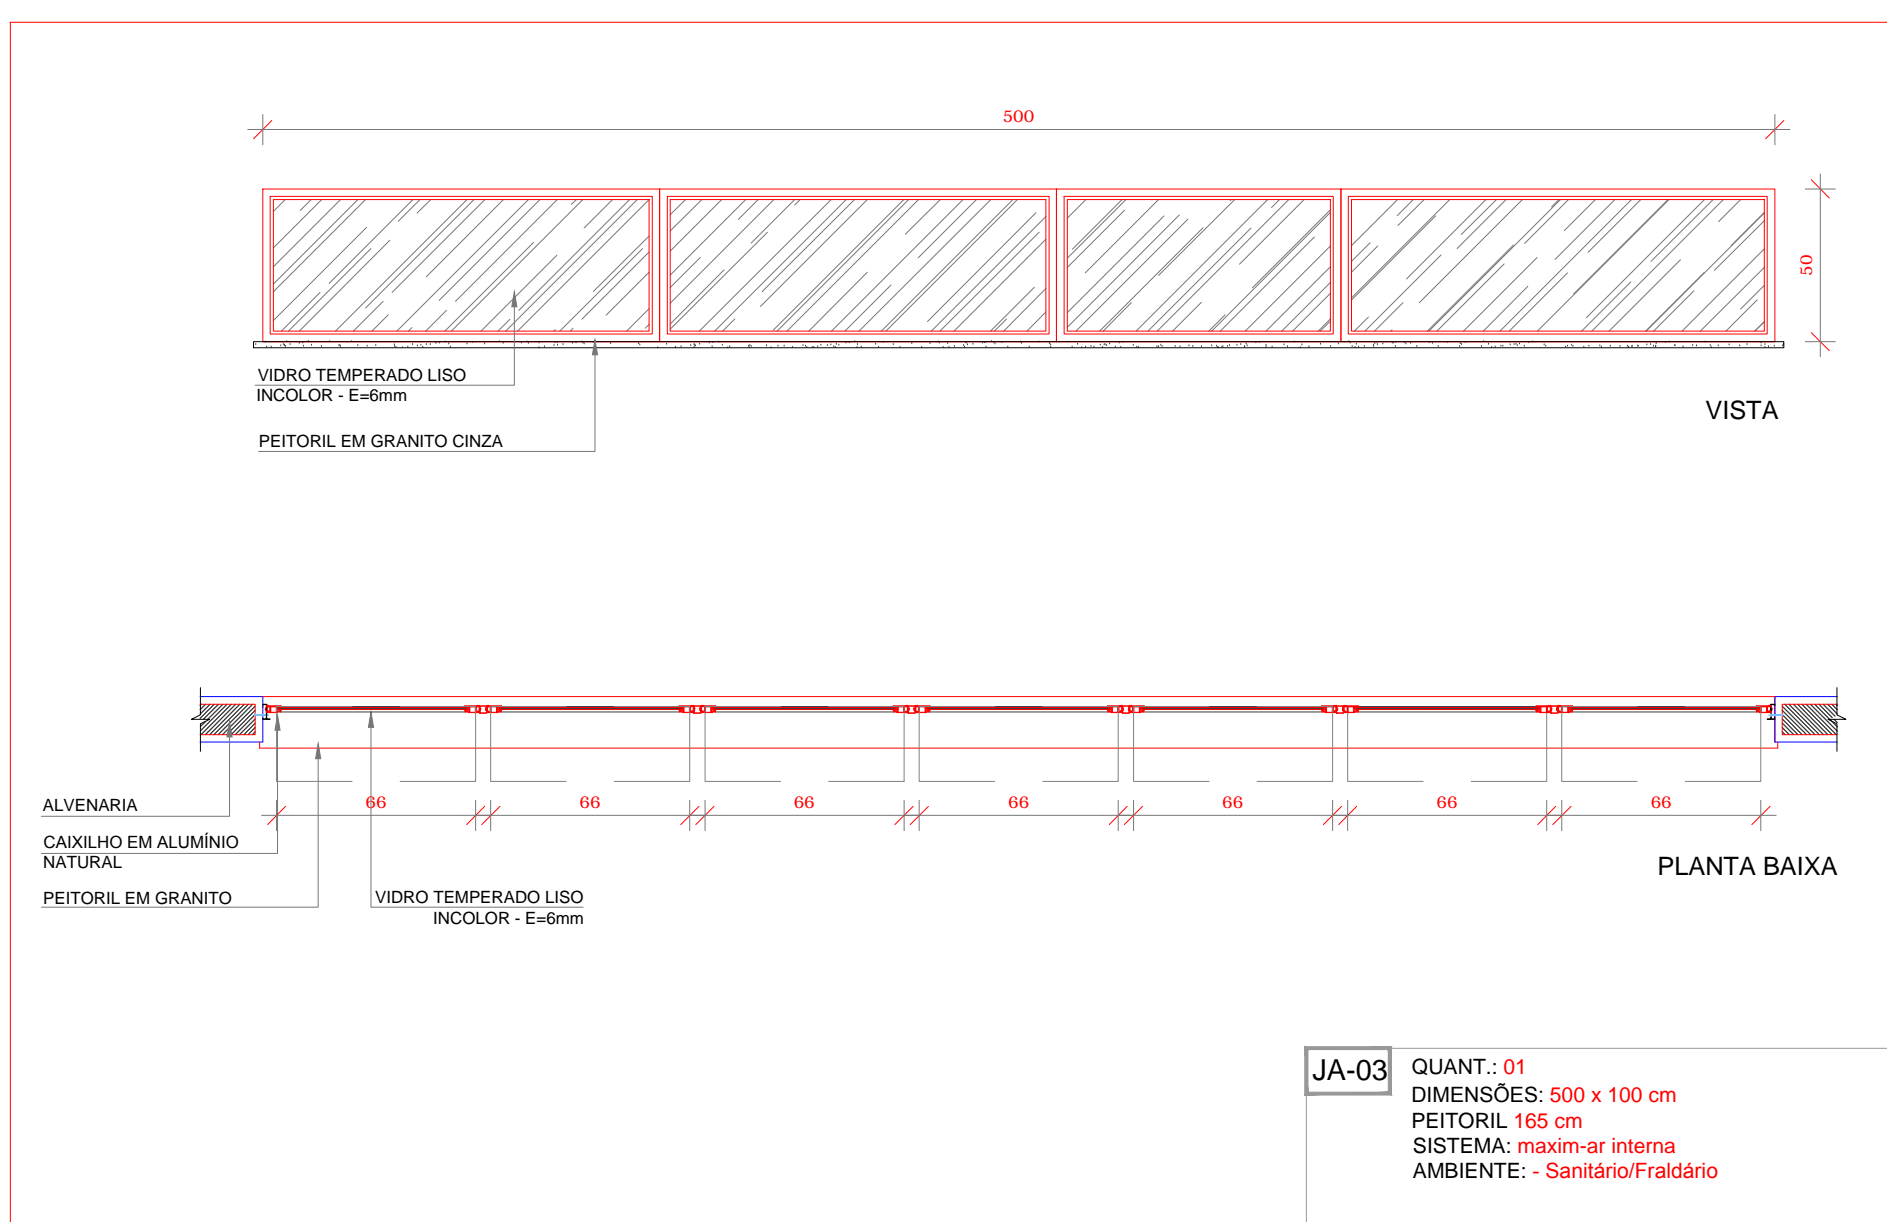 500
50
VIDRO TEMPERADO LISO
INCOLOR - E=6mm
PEITORIL EM GRANITO CINZA
VISTA
66 66 66 66 66 66 66
ALVENARIA
CAIXILHO EM ALUMÍNIO
NATURAL
PEITORIL EM GRANITO
VIDRO TEMPERADO LISO
INCOLOR - E=6mm
PLANTA BAIXA
JA-03
QUANT.: 01
DIMENSÕES: 500 x 100 cm
PEITORIL 165 cm
SISTEMA: maxim-ar interna
AMBIENTE: - Sanitário/Fraldário